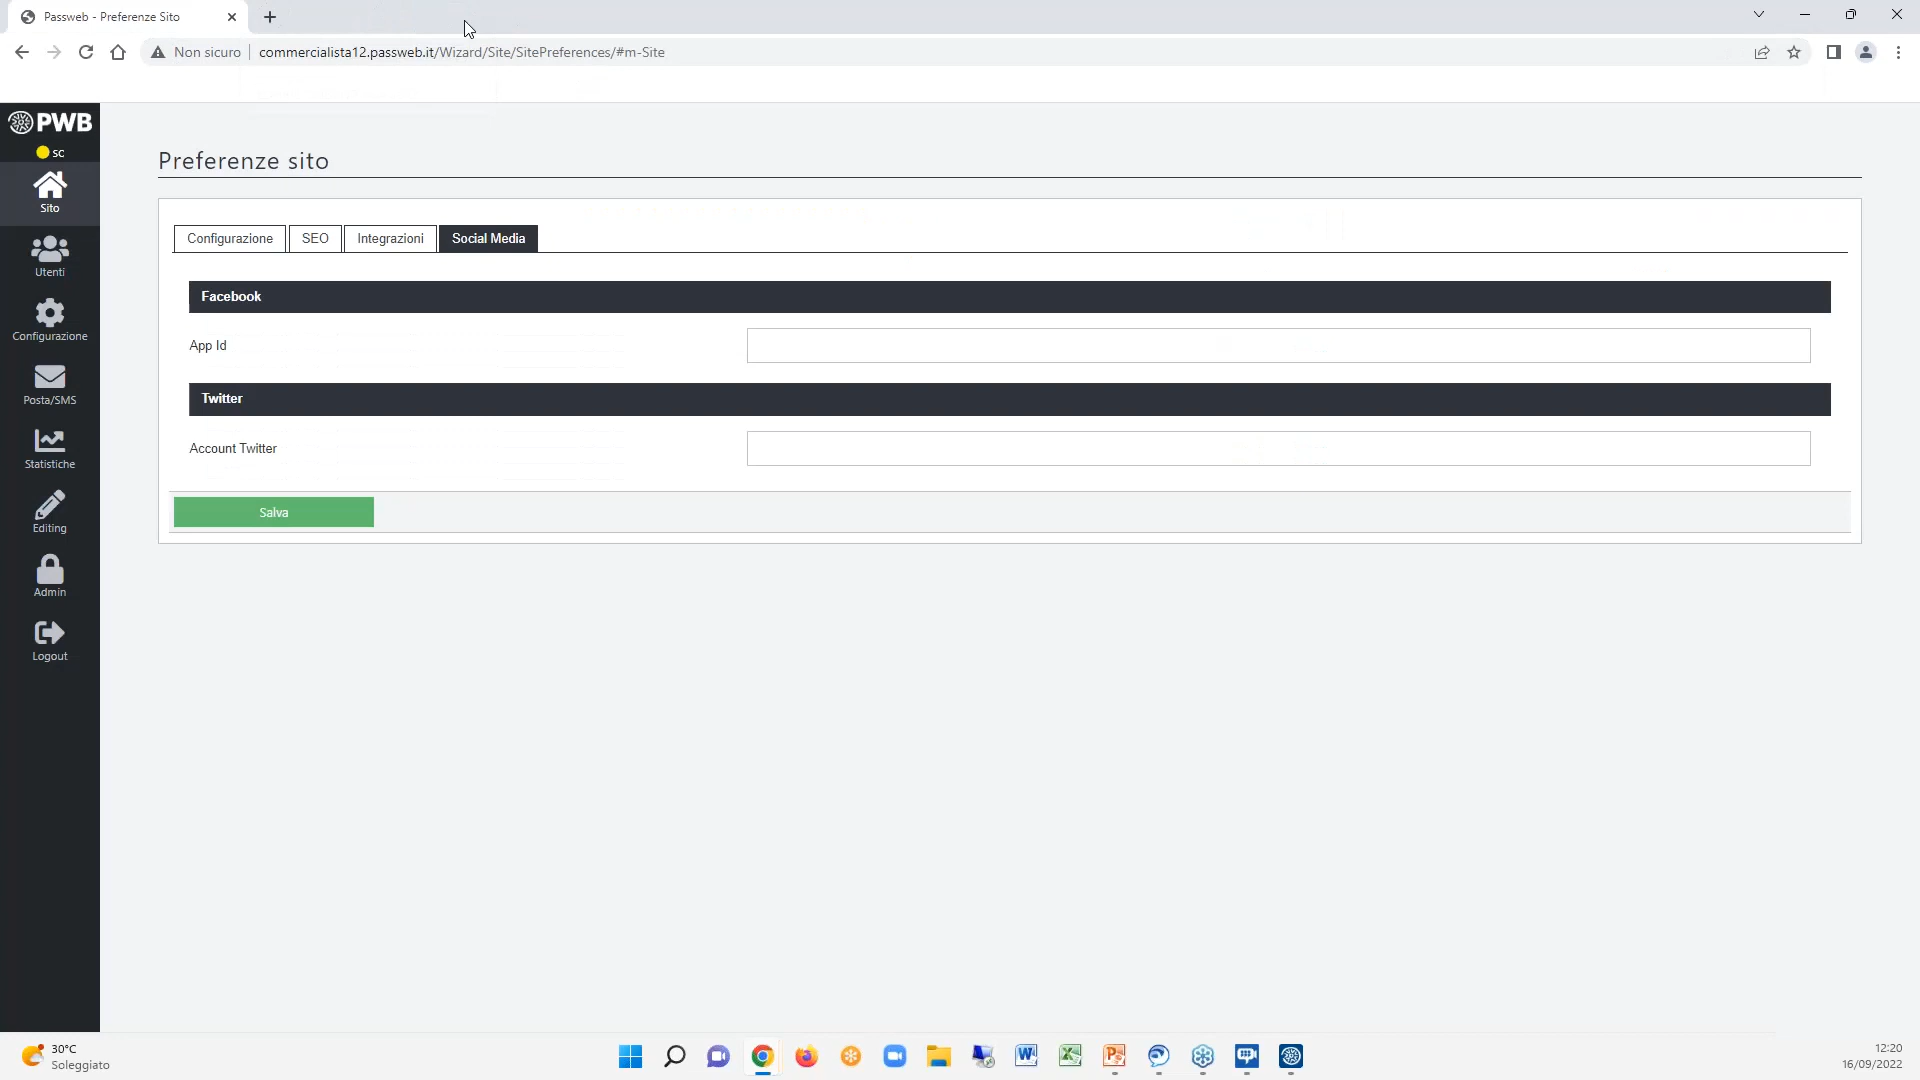 Passweb - Preferenze Sito
Non sicuro
commercialista12.passweb.it/Wizard/Site/SitePreferences/#m-Site
PWB
sc
Sito
Utenti
Configurazione
Posta/SMS
Statistiche
Editing
Admin
Logout
Preferenze sito
Configurazione
SEO
Integrazioni
Social Media
Facebook
App Id
Twitter
Account Twitter
Salva
30°C
Soleggiato
12:20
16/09/2022